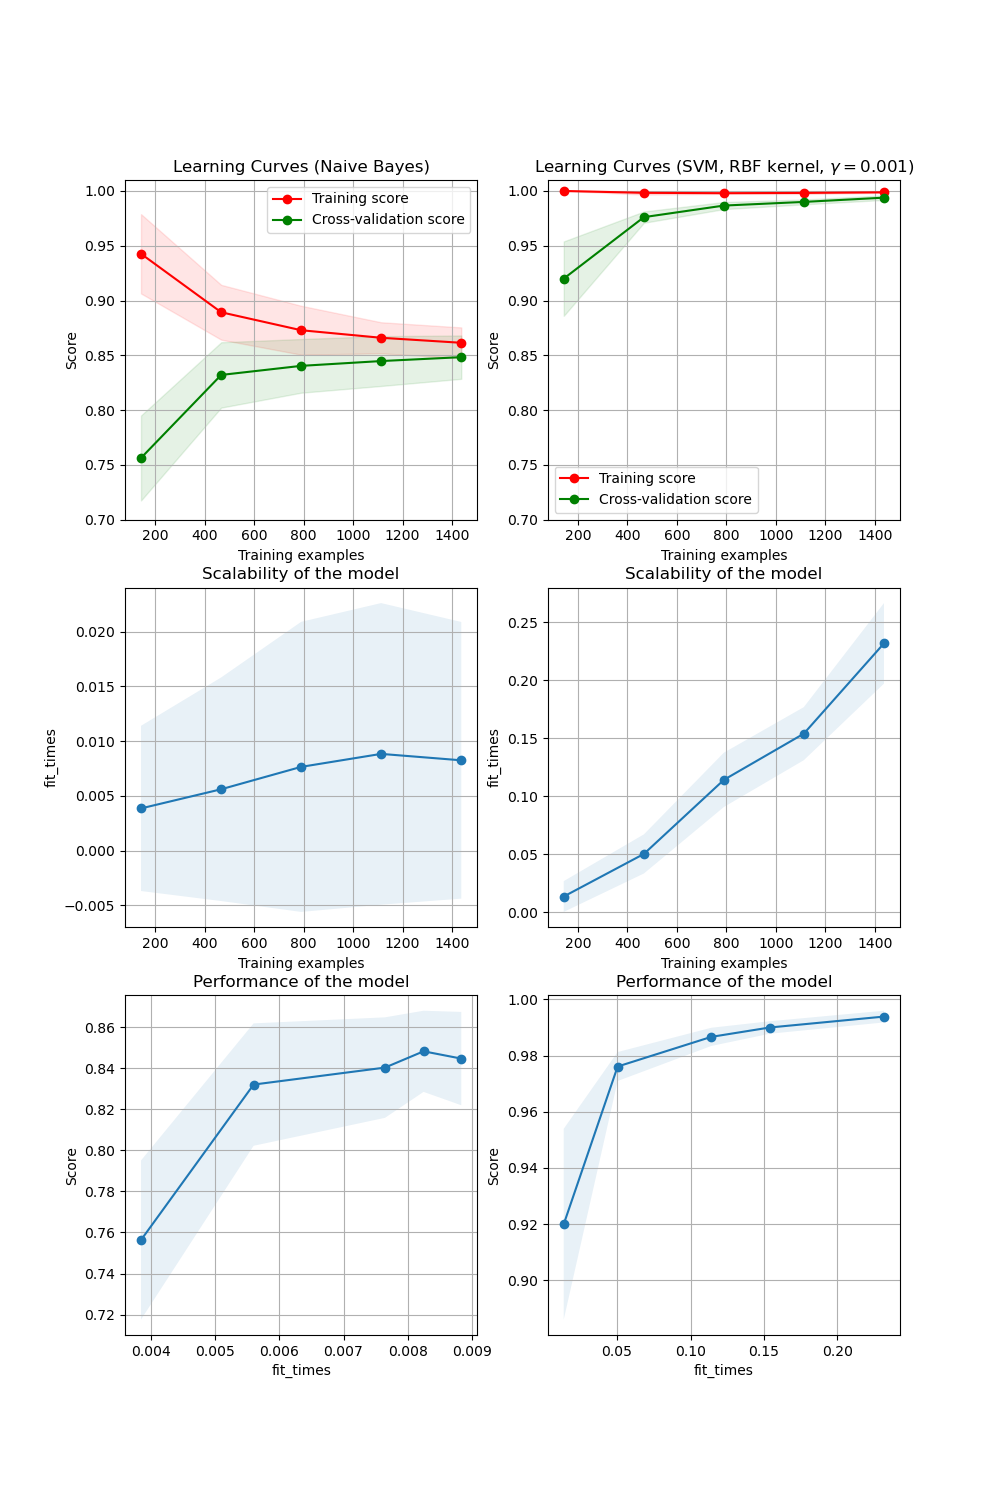 Learning Curves (Naive Bayes)
1.00
0.95
0.90
0.85
0.80
0.75
0.70
Score
Training score
Cross-validation score
200 400 600 800 1000 1200 1400
Training examples
Learning Curves (SVM, RBF kernel, γ = 0.001)
1.00
0.95
0.90
0.85
0.80
0.75
0.70
Score
Training score
Cross-validation score
200 400 600 800 1000 1200 1400
Training examples
Scalability of the model
0.020
0.015
0.010
0.005
0.000
−0.005
fit_times
200 400 600 800 1000 1200 1400
Training examples
Scalability of the model
0.25
0.20
0.15
0.10
0.05
0.00
fit_times
200 400 600 800 1000 1200 1400
Training examples
Performance of the model
0.86
0.84
0.82
0.80
0.78
0.76
0.74
0.72
Score
0.004 0.005 0.006 0.007 0.008 0.009
fit_times
Performance of the model
1.00
0.98
0.96
0.94
0.92
0.90
Score
0.05 0.10 0.15 0.20
fit_times